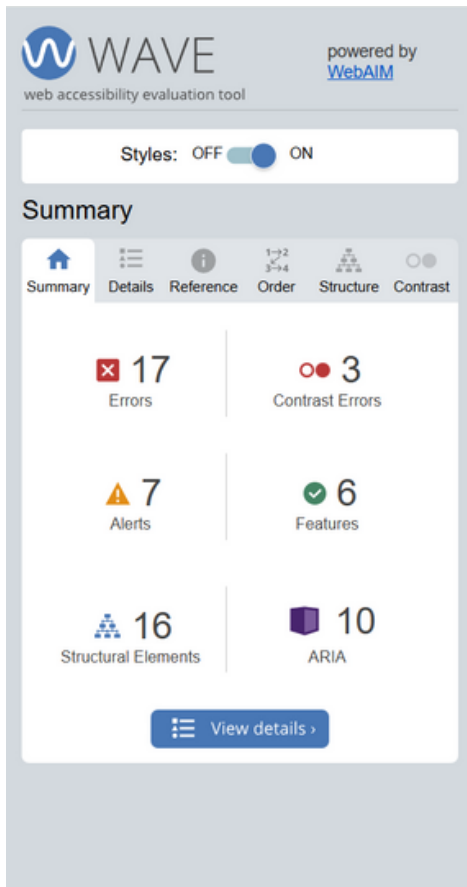 WAVE
web accessibility evaluation tool
powered by
WebAIM
Styles: OFF ON
Summary
Summary Details Reference Order Structure Contrast
1→2
3→4
17
Errors
3
Contrast Errors
7
Alerts
6
Features
16
Structural Elements
10
ARIA
View details ›